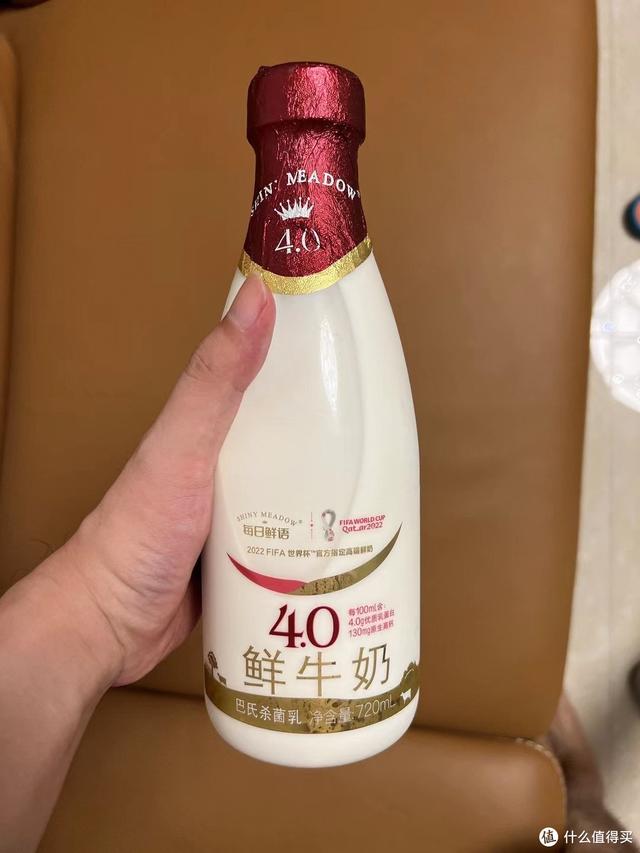 SHINY MEADOW®
4.0
SHINY MEADOW®
每日鲜语
FIFA WORLD CUP
Qatar2022
2022 FIFA 世界杯™官方指定高端鲜奶
4.0
每100mL含:
4.0g优质乳蛋白
130mg原生高钙
鲜牛奶
巴氏杀菌乳 净含量:720mL
值 什么值得买